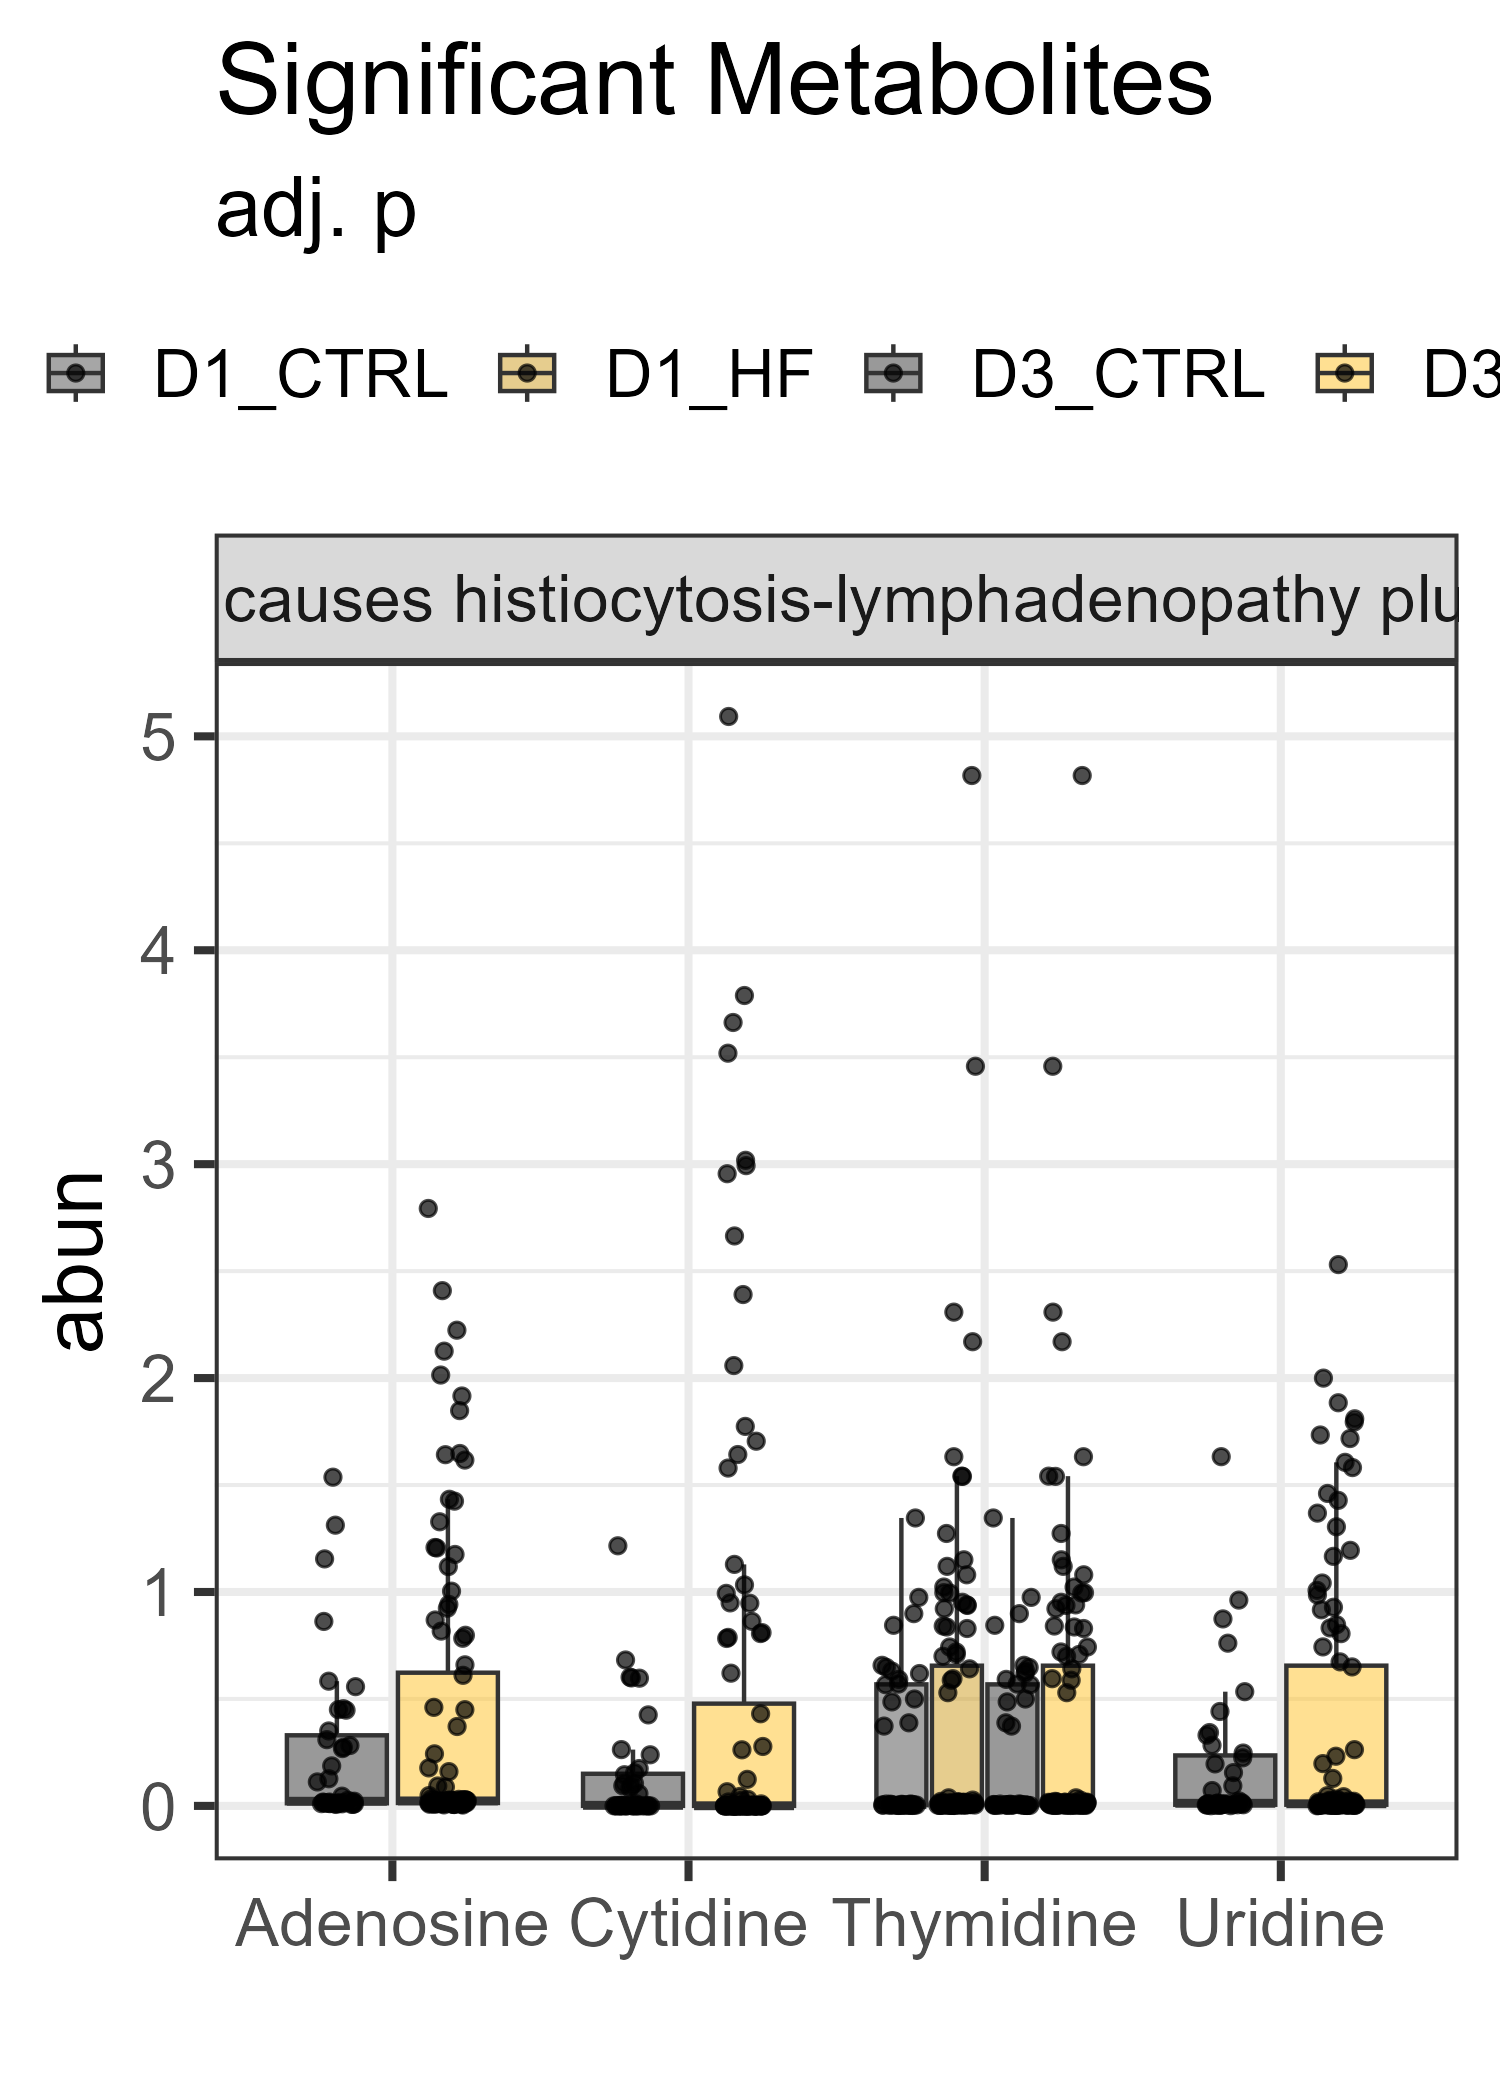 Significant Metabolites
adj. p
D1_CTRL D1_HF D3_CTRL D3
causes histiocytosis-lymphadenopathy plu
5
4
3
2
1
0
abun
Adenosine Cytidine Thymidine Uridine